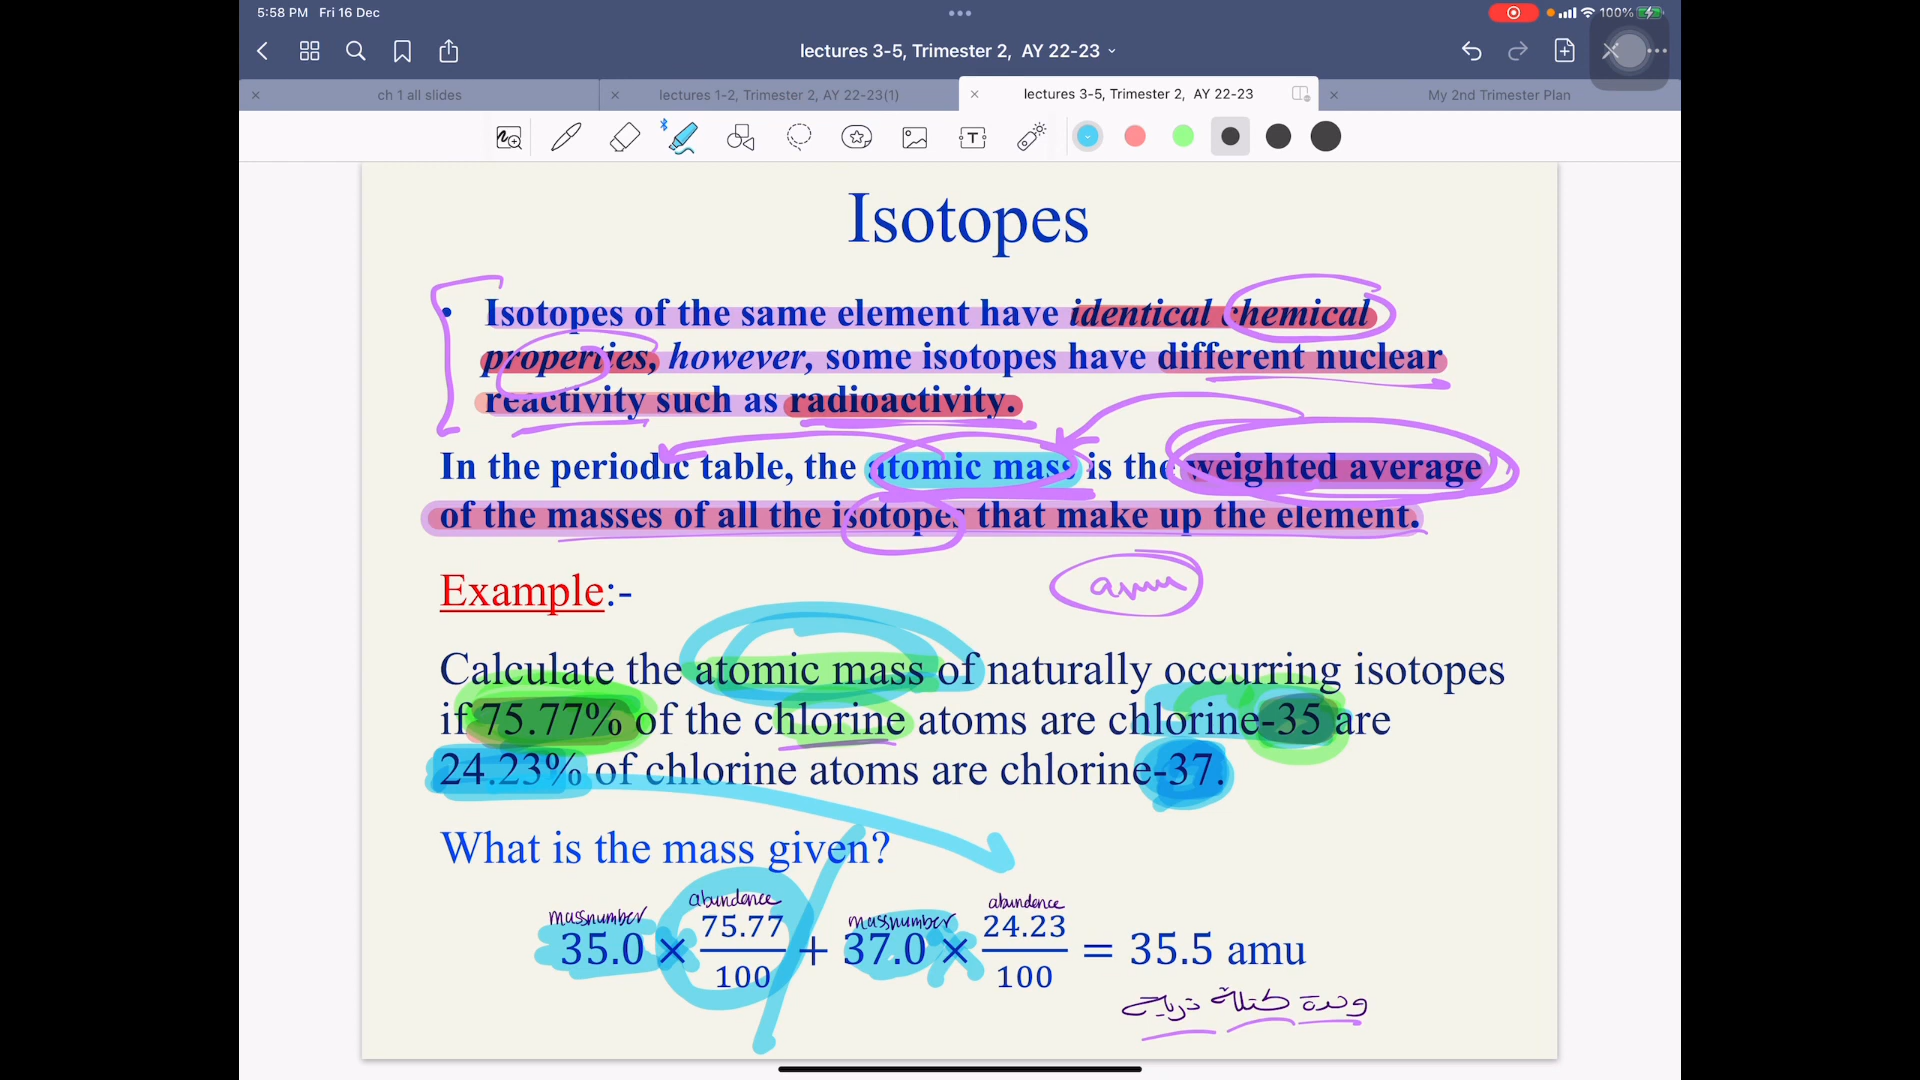 5:58 PM Fri 16 Dec
100%
lectures 3-5, Trimester 2, AY 22-23
ch 1 all slides
lectures 1-2, Trimester 2, AY 22-23(1)
lectures 3-5, Trimester 2, AY 22-23
My 2nd Trimester Plan
Isotopes
• Isotopes of the same element have identical chemical
properties, however, some isotopes have different nuclear
reactivity such as radioactivity.
In the periodic table, the atomic mass is the weighted average
of the masses of all the isotopes that make up the element.
amu
Example:-
Calculate the atomic mass of naturally occurring isotopes
if 75.77% of the chlorine atoms are chlorine-35 are
24.23% of chlorine atoms are chlorine-37.
What is the mass given?
massnumber abundance massnumber abundance
35.0 × 75.77/100 + 37.0 × 24.23/100 = 35.5 amu
وحدة كتلة